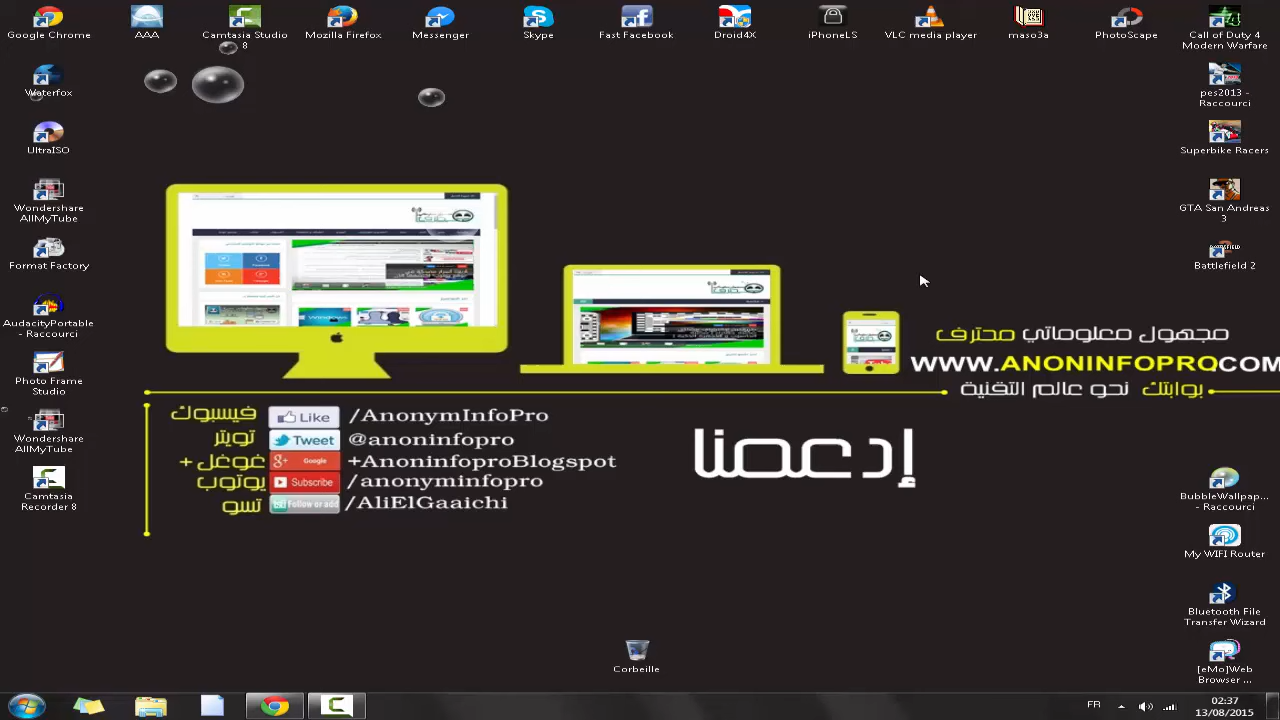 Google Chrome
AAA
Camtasia Studio
8
Mozilla Firefox
Messenger
Skype
Fast Facebook
Droid4X
iPhoneLS
VLC media player
maso3a
PhotoScape
Call of Duty 4
Modern Warfare
Waterfox
pes2013 -
Raccourci
UltraISO
Superbike Racers
Wondershare
AllMyTube
GTA San Andreas
3
Format Factory
Battlefield 2
AudacityPortable
- Raccourci
Photo Frame
Studio
Wondershare
AllMyTube
Camtasia
Recorder 8
مجهول معلوماتي محترف
WWW.ANONINFOPRO.COM
بوابتك نحو عالم التقنية
فيسبوك Like /AnonymInfoPro
تويتر Tweet @anoninfopro
غوغل + g+ Google +AnoninfoproBlogspot
يوتوب Subscribe /anonyminfopro
تسو Follow or add /AliElGaaichi
إدعمنا
BubbleWallpap...
- Raccourci
My WIFI Router
Bluetooth File
Transfer Wizard
[eMo]Web
Browser ...
Corbeille
FR
02:37
13/08/2015